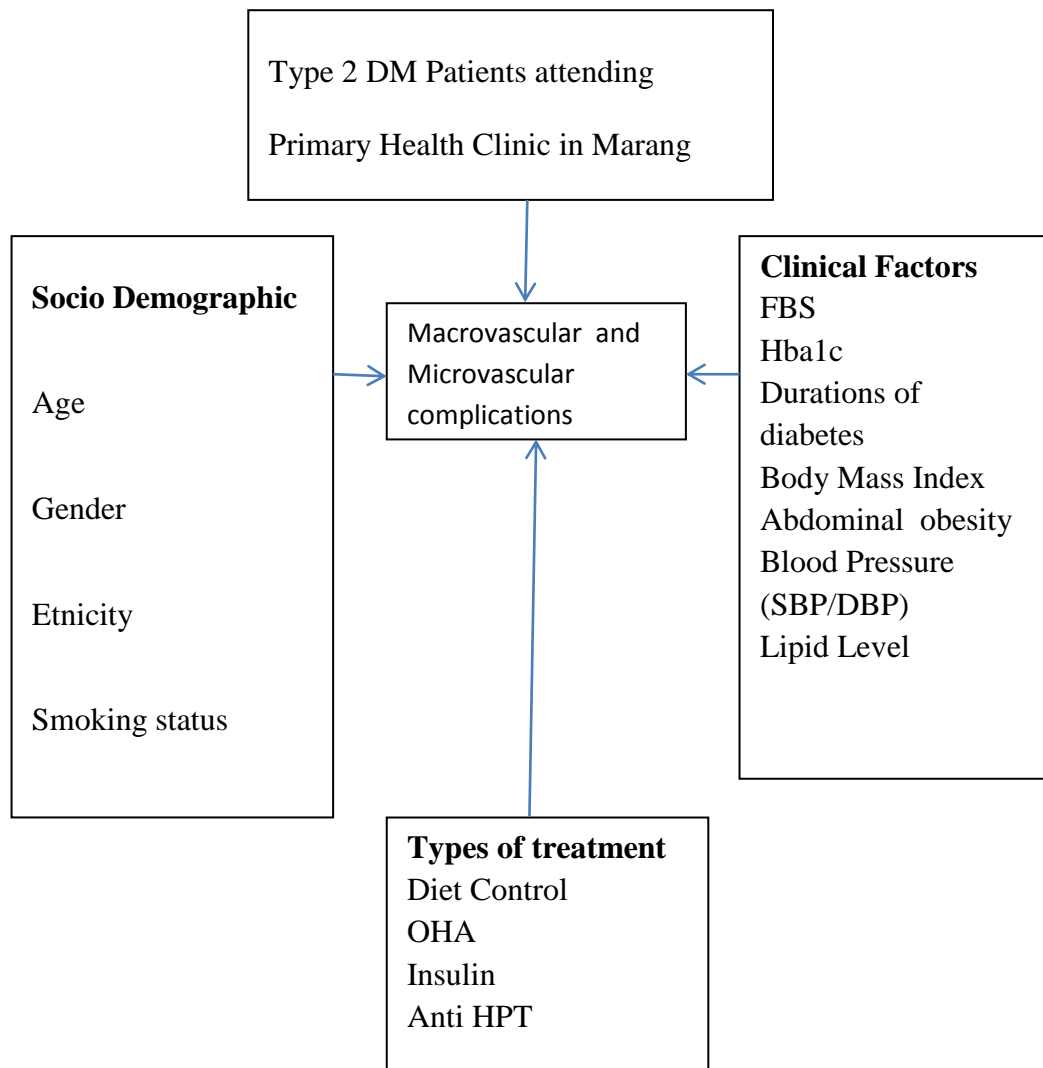 Type 2 DM Patients attending
Primary Health Clinic in Marang
Socio Demographic
Age
Gender
Etnicity
Smoking status
Macrovascular and
Microvascular
complications
Clinical Factors
FBS
Hba1c
Durations of
diabetes
Body Mass Index
Abdominal obesity
Blood Pressure
(SBP/DBP)
Lipid Level
Types of treatment
Diet Control
OHA
Insulin
Anti HPT